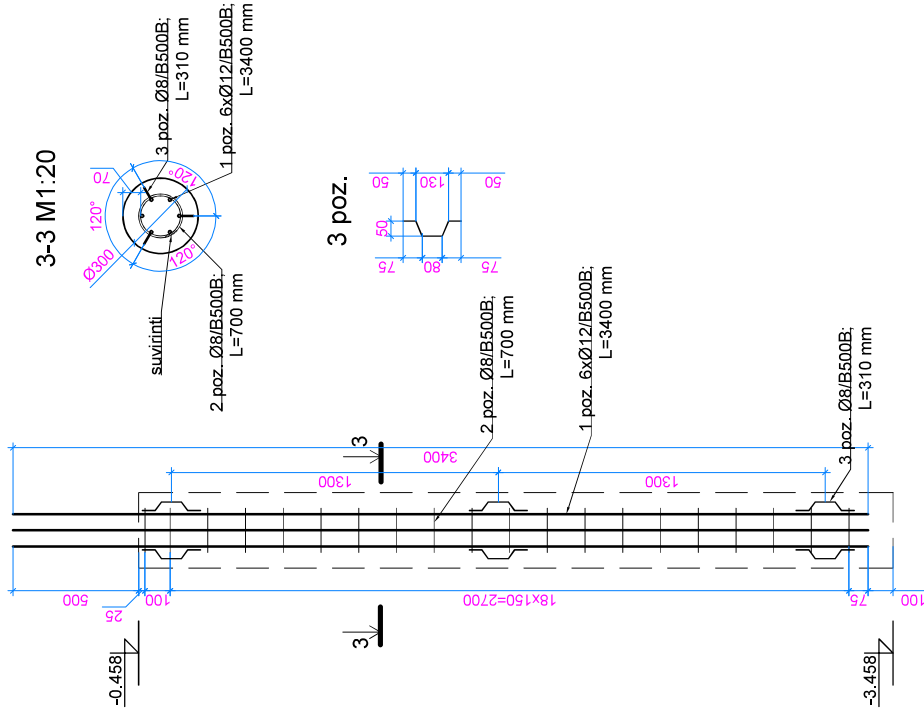 3-3 M1:20
3 poz. Ø8/B500B;
L=310 mm
1 poz. 6xØ12/B500B;
L=3400 mm
70
120°
120°
120°
Ø300
suvirinti
2 poz. Ø8/B500B;
L=700 mm
3 poz.
50
130
50
50
75
80
75
2 poz. Ø8/B500B;
L=700 mm
1 poz. 6xØ12/B500B;
L=3400 mm
3 poz. Ø8/B500B;
L=310 mm
3
3400
1300
1300
500
25
100
18x150=2700
75
100
3
-0.458
-3.458